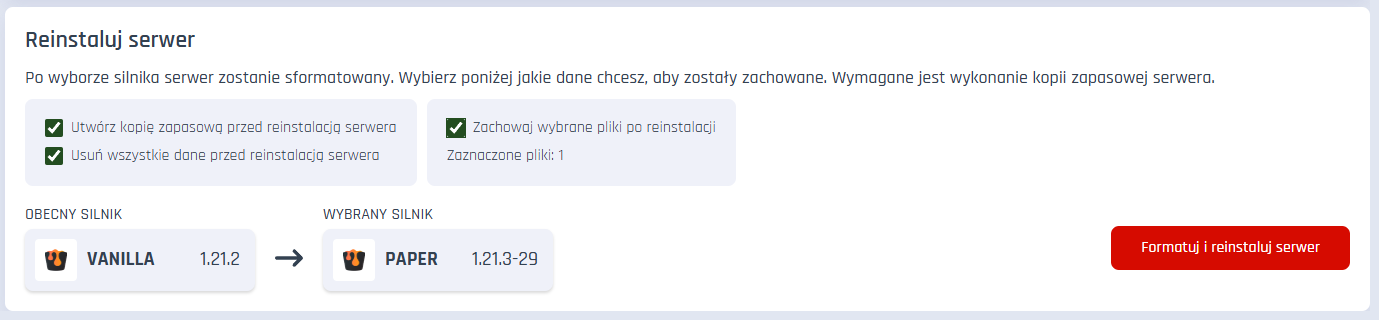 Reinstaluj serwer
Po wyborze silnika serwer zostanie sformatowany. Wybierz poniżej jakie dane chcesz, aby zostały zachowane. Wymagane jest wykonanie kopii zapasowej serwera.
Utwórz kopię zapasową przed reinstalacją serwera
Usuń wszystkie dane przed reinstalacją serwera
Zachowaj wybrane pliki po reinstalacji
Zaznaczone pliki: 1
OBECNY SILNIK
VANILLA 1.21.2
WYBRANY SILNIK
PAPER 1.21.3-29
Formatuj i reinstaluj serwer